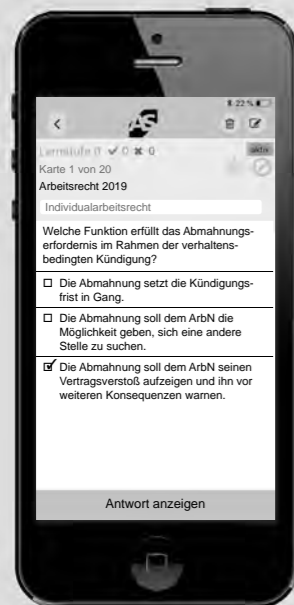 22 %
AS
Lernstufe 0 ✔ 0 ✖ 0
aktiv
Karte 1 von 20
Arbeitsrecht 2019
Individualarbeitsrecht
Welche Funktion erfüllt das Abmahnungs-
erfordernis im Rahmen der verhaltens-
bedingten Kündigung?
☐ Die Abmahnung setzt die Kündigungs-
frist in Gang.
☐ Die Abmahnung soll dem ArbN die
Möglichkeit geben, sich eine andere
Stelle zu suchen.
☑ Die Abmahnung soll dem ArbN seinen
Vertragsverstoß aufzeigen und ihn vor
weiteren Konsequenzen warnen.
Antwort anzeigen